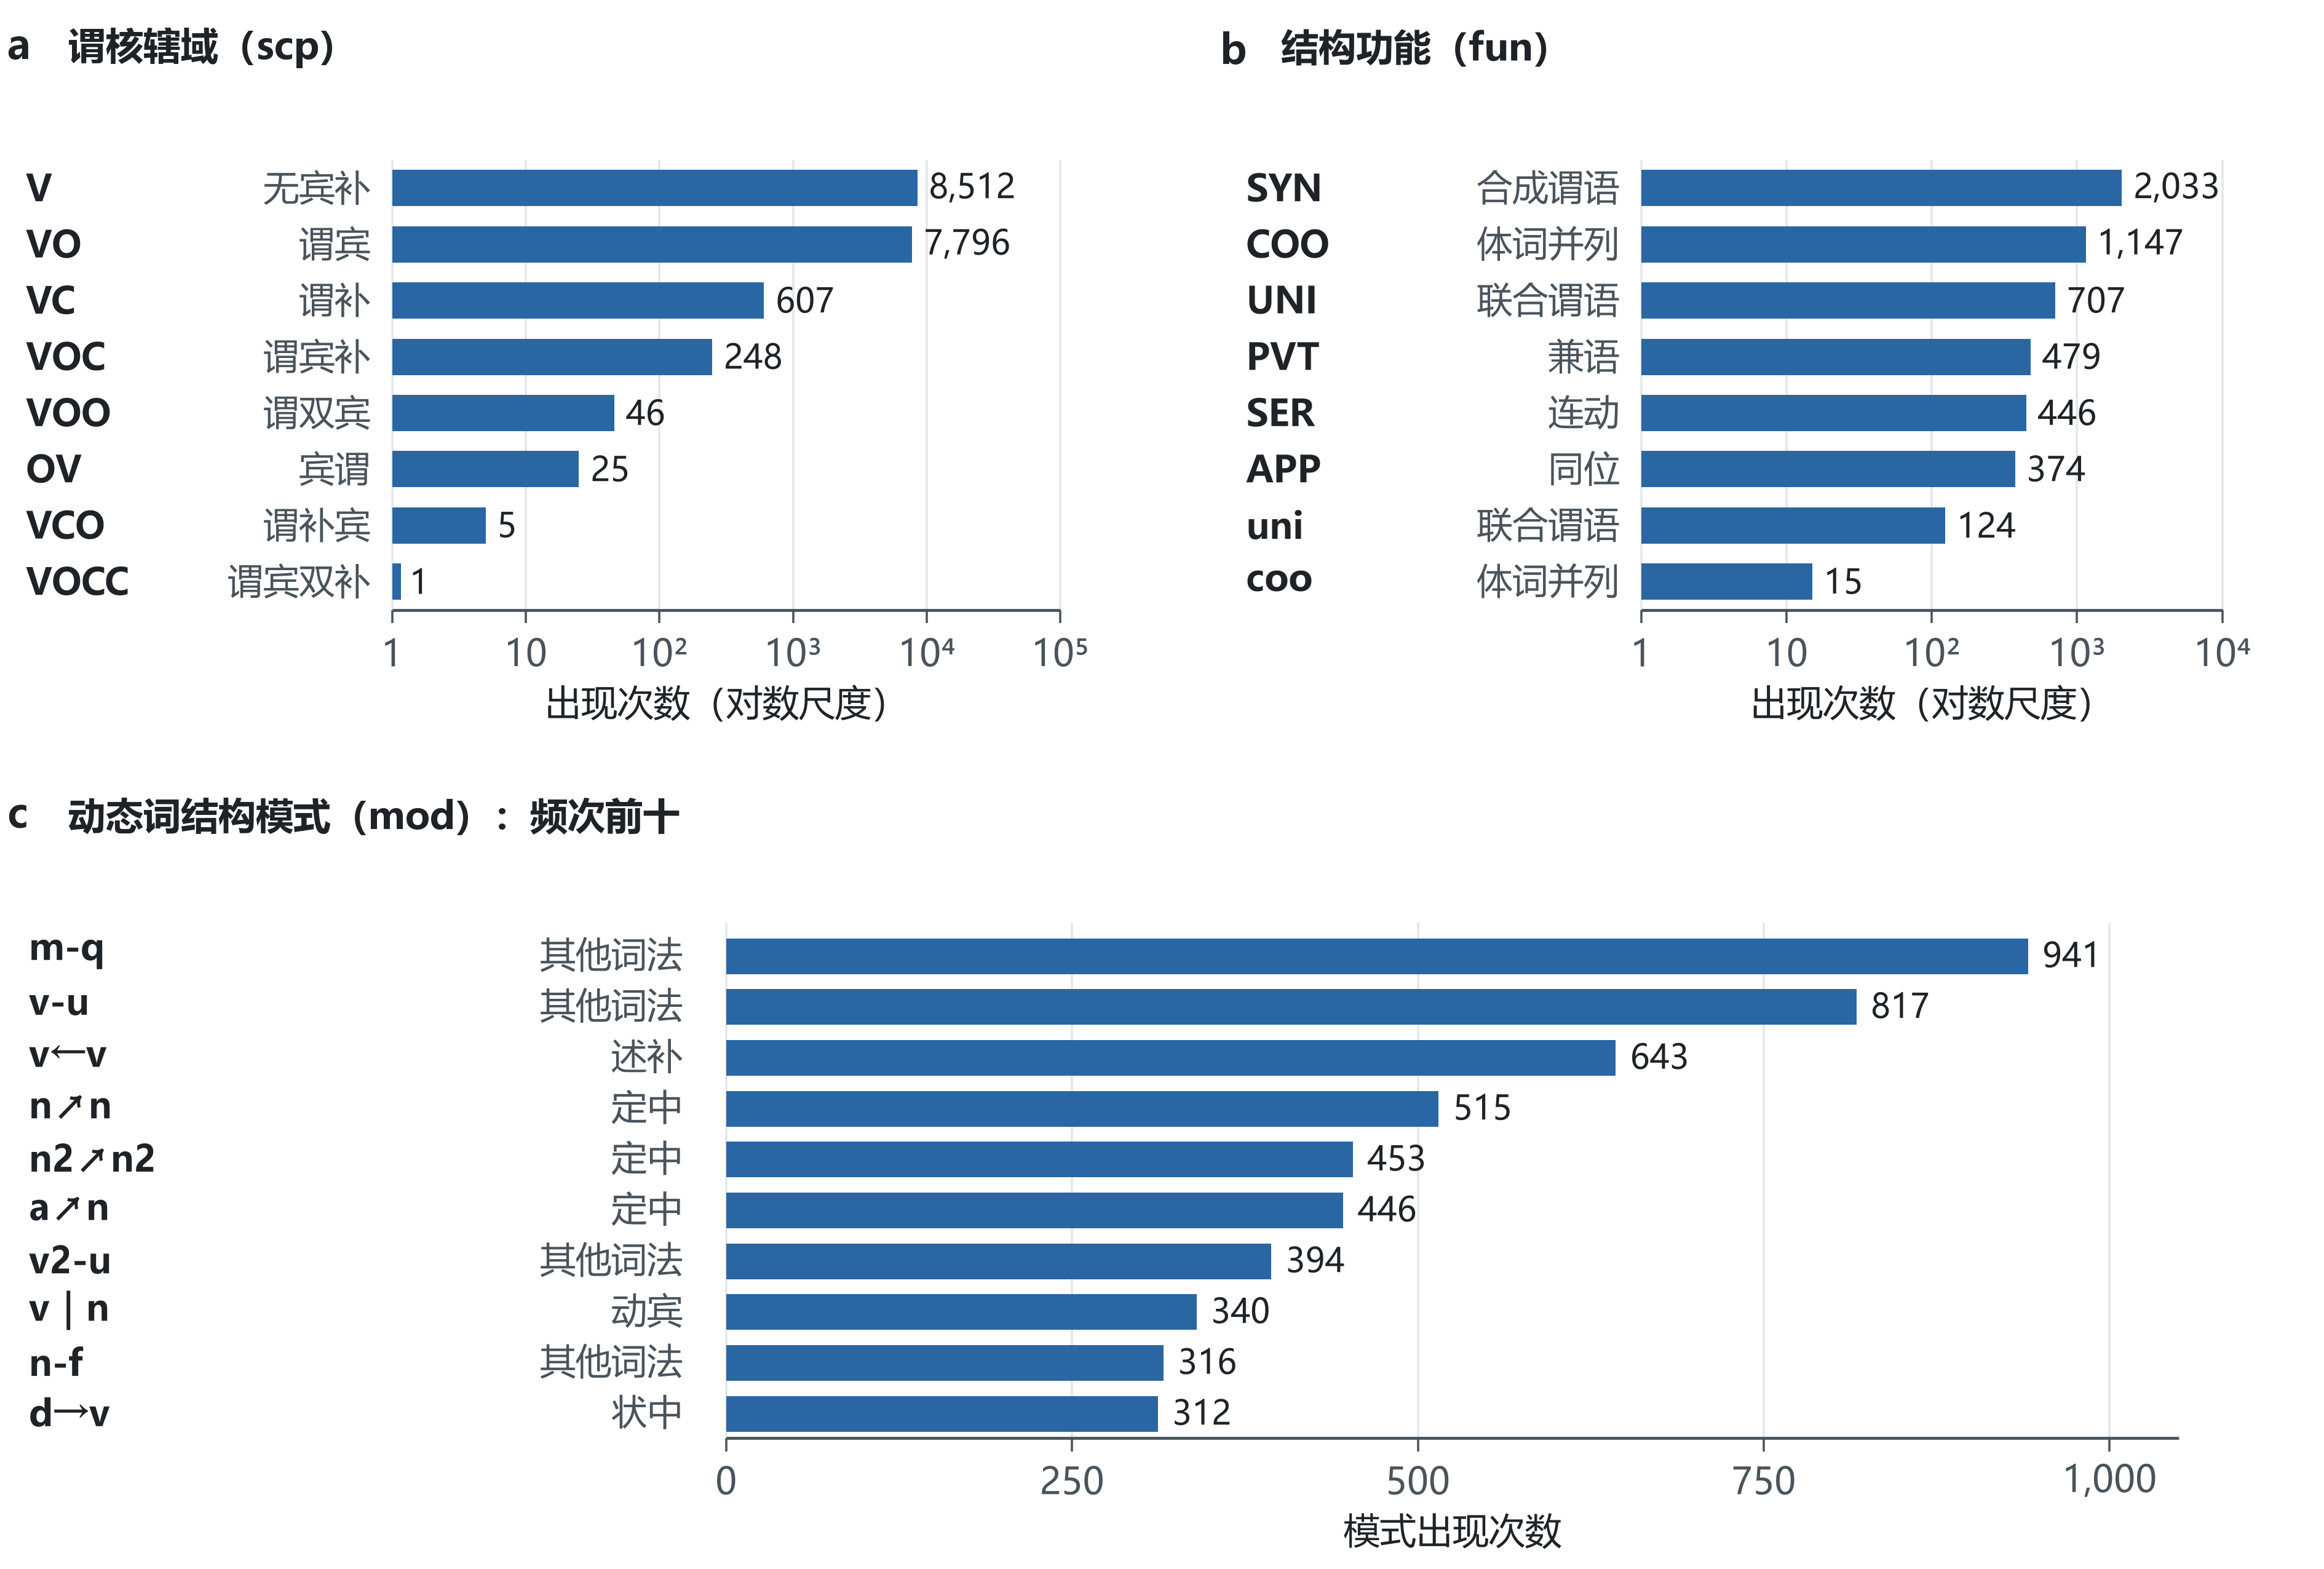 a 谓核辖域（scp）
V 无宾补 8,512
VO 谓宾 7,796
VC 谓补 607
VOC 谓宾补 248
VOO 谓双宾 46
OV 宾谓 25
VCO 谓补宾 5
VOCC 谓宾双补 1
1 10 10² 10³ 10⁴ 10⁵
出现次数（对数尺度）
b 结构功能（fun）
SYN 合成谓语 2,033
COO 体词并列 1,147
UNI 联合谓语 707
PVT 兼语 479
SER 连动 446
APP 同位 374
uni 联合谓语 124
coo 体词并列 15
1 10 10² 10³ 10⁴
出现次数（对数尺度）
c 动态词结构模式（mod）：频次前十
m-q 其他词法 941
v-u 其他词法 817
v←v 述补 643
n↗n 定中 515
n2↗n2 定中 453
a↗n 定中 446
v2-u 其他词法 394
v｜n 动宾 340
n-f 其他词法 316
d→v 状中 312
0 250 500 750 1,000
模式出现次数